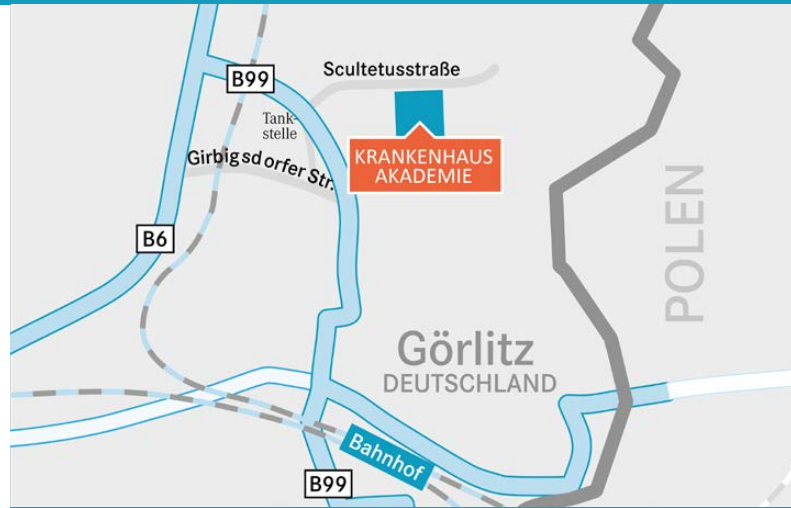 B99
Scultetusstraße
Tank-
stelle
KRANKENHAUS
AKADEMIE
Girbigsdorfer Str.
B6
POLEN
Görlitz
DEUTSCHLAND
Bahnhof
B99